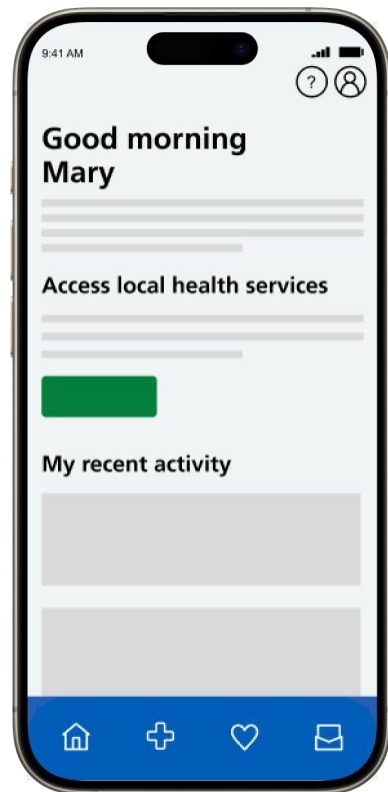 9:41 AM
?
Good morning
Mary
Access local health services
My recent activity